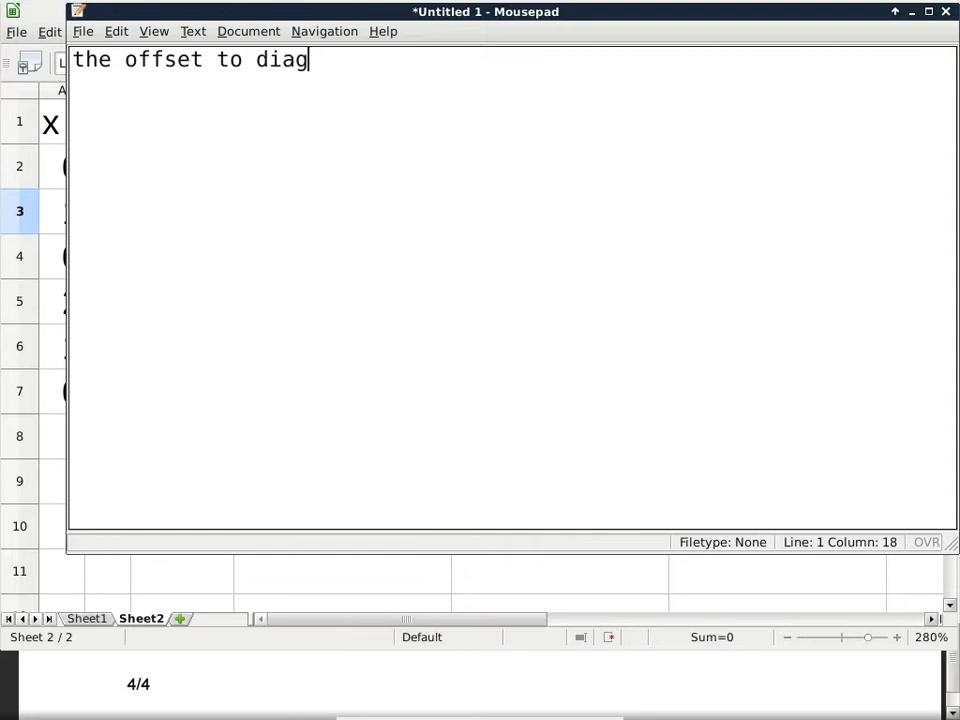 *Untitled 1 - Mousepad
File Edit
File Edit View Text Document Navigation Help
the offset to diag
A
1 X
2
3
4
5
6
7
8
9
10
11
Filetype: None Line: 1 Column: 18 OVR
Sheet1 Sheet2
Sheet 2 / 2 Default Sum=0 280%
4/4